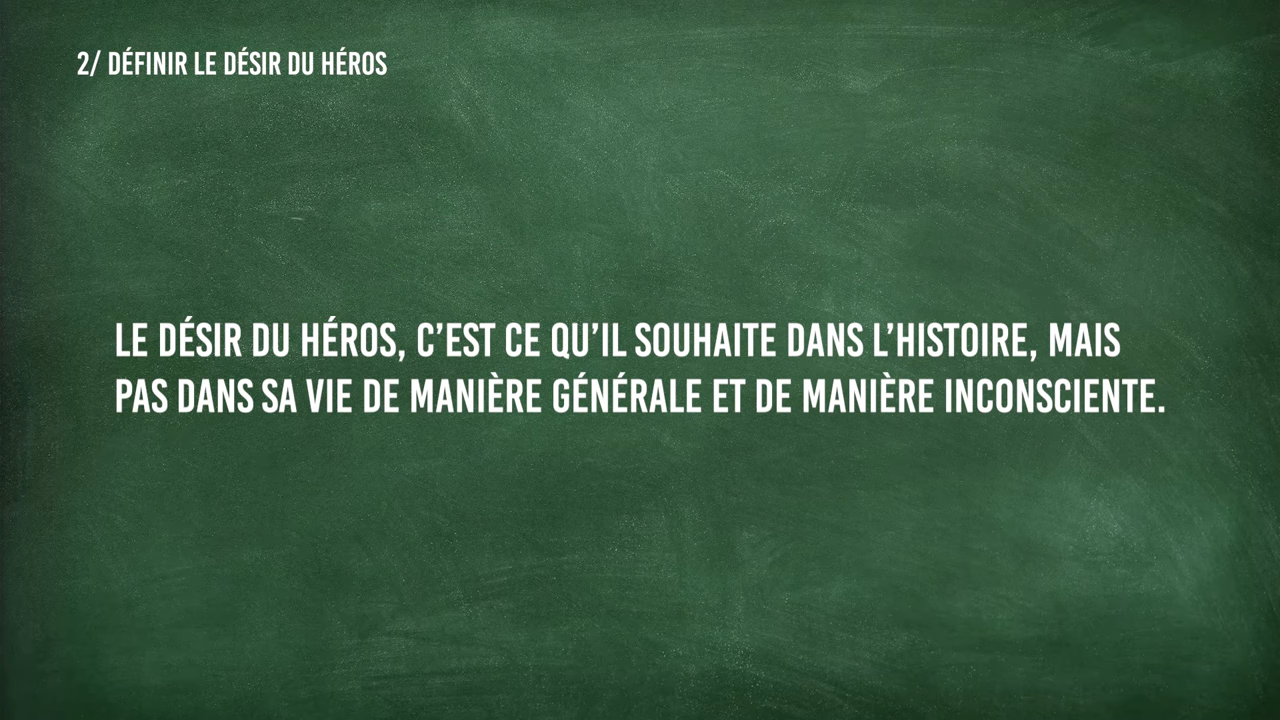 2/ DÉFINIR LE DÉSIR DU HÉROS
LE DÉSIR DU HÉROS, C’EST CE QU’IL SOUHAITE DANS L’HISTOIRE, MAIS
PAS DANS SA VIE DE MANIÈRE GÉNÉRALE ET DE MANIÈRE INCONSCIENTE.